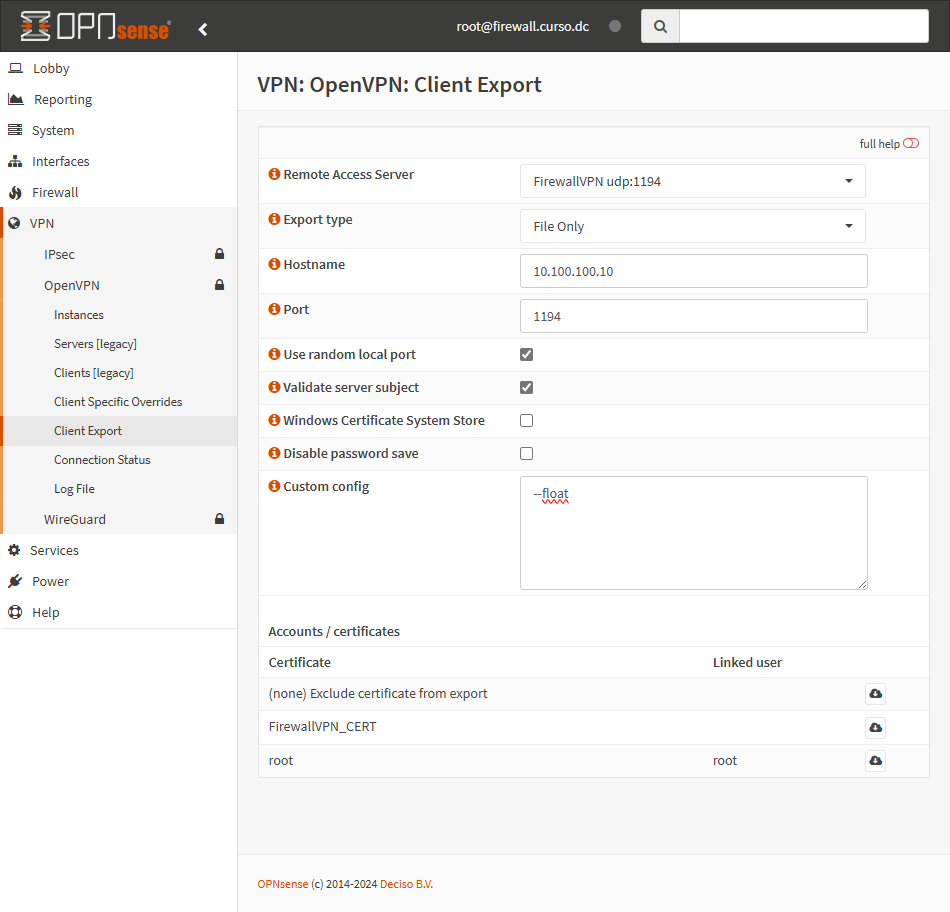 OPNsense®
root@firewall.curso.dc
Lobby
Reporting
System
Interfaces
Firewall
VPN
IPsec
OpenVPN
Instances
Servers [legacy]
Clients [legacy]
Client Specific Overrides
Client Export
Connection Status
Log File
WireGuard
Services
Power
Help
VPN: OpenVPN: Client Export
full help
Remote Access Server
FirewallVPN udp:1194
Export type
File Only
Hostname
10.100.100.10
Port
1194
Use random local port
Validate server subject
Windows Certificate System Store
Disable password save
Custom config
--float
Accounts / certificates
Certificate Linked user
(none) Exclude certificate from export
FirewallVPN_CERT
root root
OPNsense (c) 2014-2024 Deciso B.V.